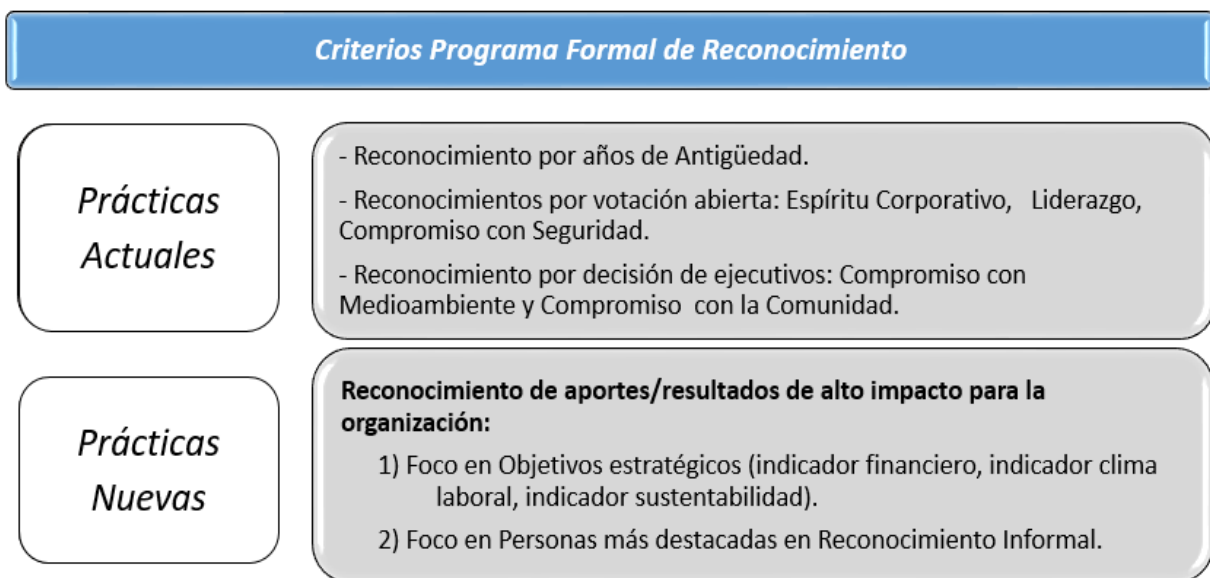 Criterios Programa Formal de Reconocimiento
Prácticas
Actuales
- Reconocimiento por años de Antigüedad.
- Reconocimientos por votación abierta: Espíritu Corporativo, Liderazgo,
Compromiso con Seguridad.
- Reconocimiento por decisión de ejecutivos: Compromiso con
Medioambiente y Compromiso con la Comunidad.
Prácticas
Nuevas
Reconocimiento de aportes/resultados de alto impacto para la
organización:
1) Foco en Objetivos estratégicos (indicador financiero, indicador clima
laboral, indicador sustentabilidad).
2) Foco en Personas más destacadas en Reconocimiento Informal.